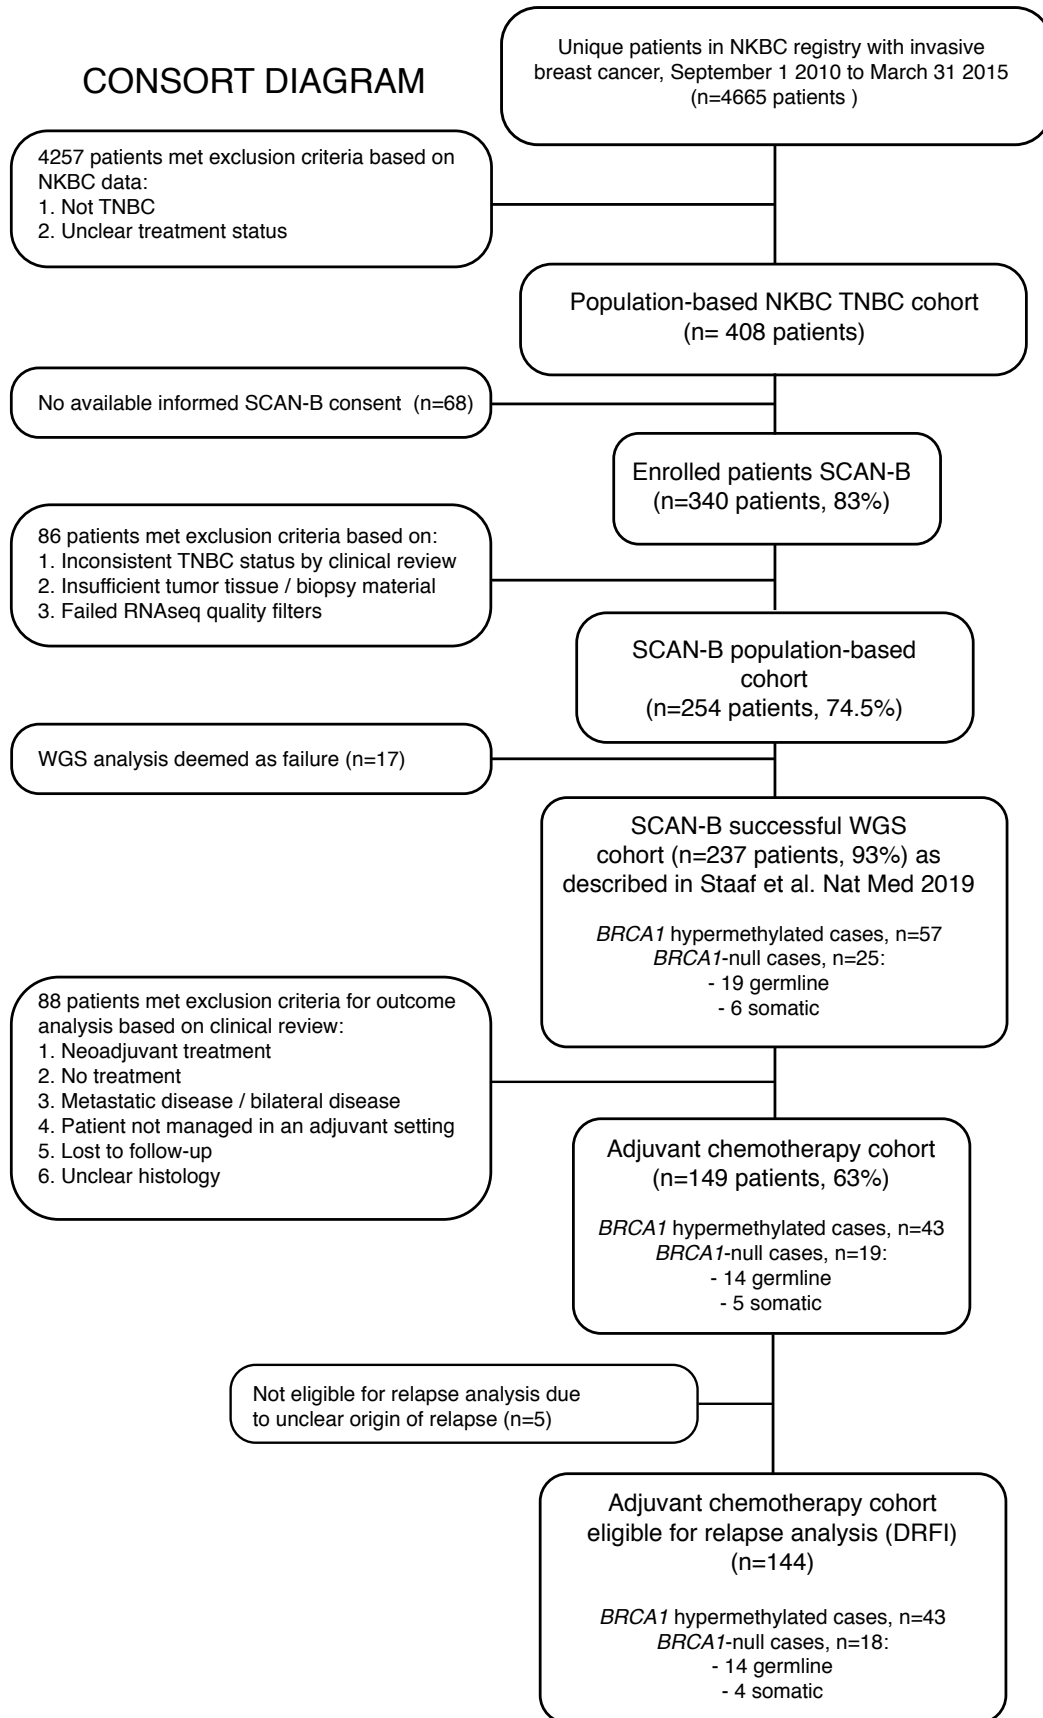 CONSORT DIAGRAM
Unique patients in NKBC registry with invasive
breast cancer, September 1 2010 to March 31 2015
(n=4665 patients )
4257 patients met exclusion criteria based on
NKBC data:
1. Not TNBC
2. Unclear treatment status
Population-based NKBC TNBC cohort
(n= 408 patients)
No available informed SCAN-B consent (n=68)
Enrolled patients SCAN-B
(n=340 patients, 83%)
86 patients met exclusion criteria based on:
1. Inconsistent TNBC status by clinical review
2. Insufficient tumor tissue / biopsy material
3. Failed RNAseq quality filters
SCAN-B population-based
cohort
(n=254 patients, 74.5%)
WGS analysis deemed as failure (n=17)
SCAN-B successful WGS
cohort (n=237 patients, 93%) as
described in Staaf et al. Nat Med 2019
BRCA1 hypermethylated cases, n=57
BRCA1-null cases, n=25:
- 19 germline
- 6 somatic
88 patients met exclusion criteria for outcome
analysis based on clinical review:
1. Neoadjuvant treatment
2. No treatment
3. Metastatic disease / bilateral disease
4. Patient not managed in an adjuvant setting
5. Lost to follow-up
6. Unclear histology
Adjuvant chemotherapy cohort
(n=149 patients, 63%)
BRCA1 hypermethylated cases, n=43
BRCA1-null cases, n=19:
- 14 germline
- 5 somatic
Not eligible for relapse analysis due
to unclear origin of relapse (n=5)
Adjuvant chemotherapy cohort
eligible for relapse analysis (DRFI)
(n=144)
BRCA1 hypermethylated cases, n=43
BRCA1-null cases, n=18:
- 14 germline
- 4 somatic